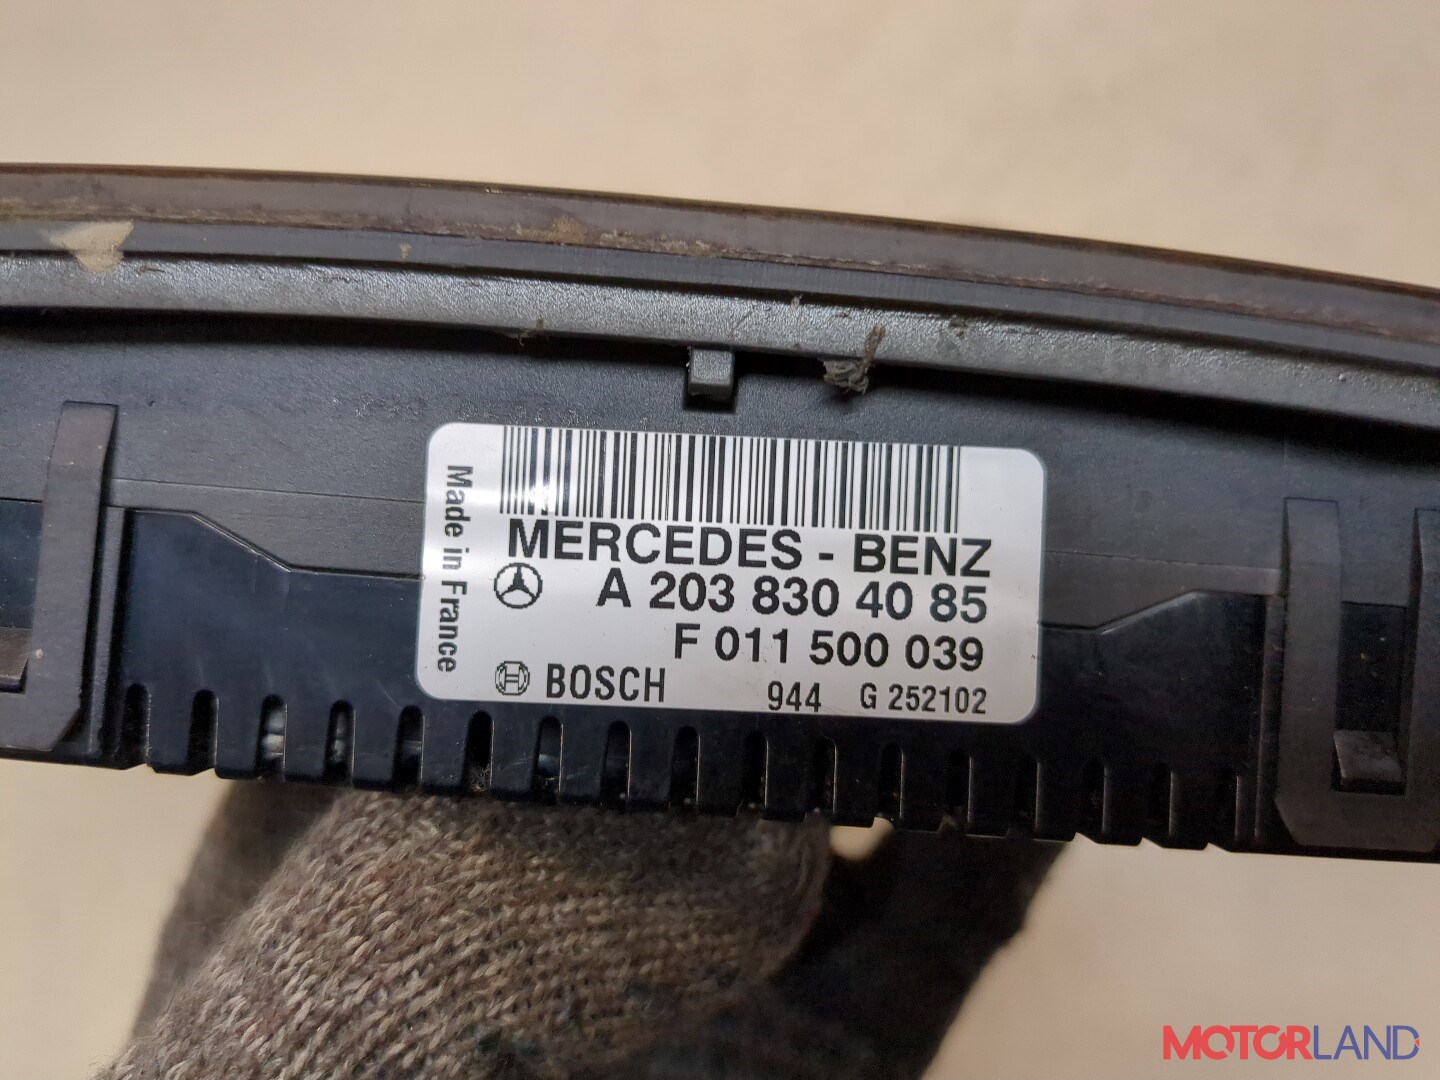 Made in France
MERCEDES - BENZ
A 203 830 40 85
F 011 500 039
BOSCH 944 G 252102
MOTORLAND